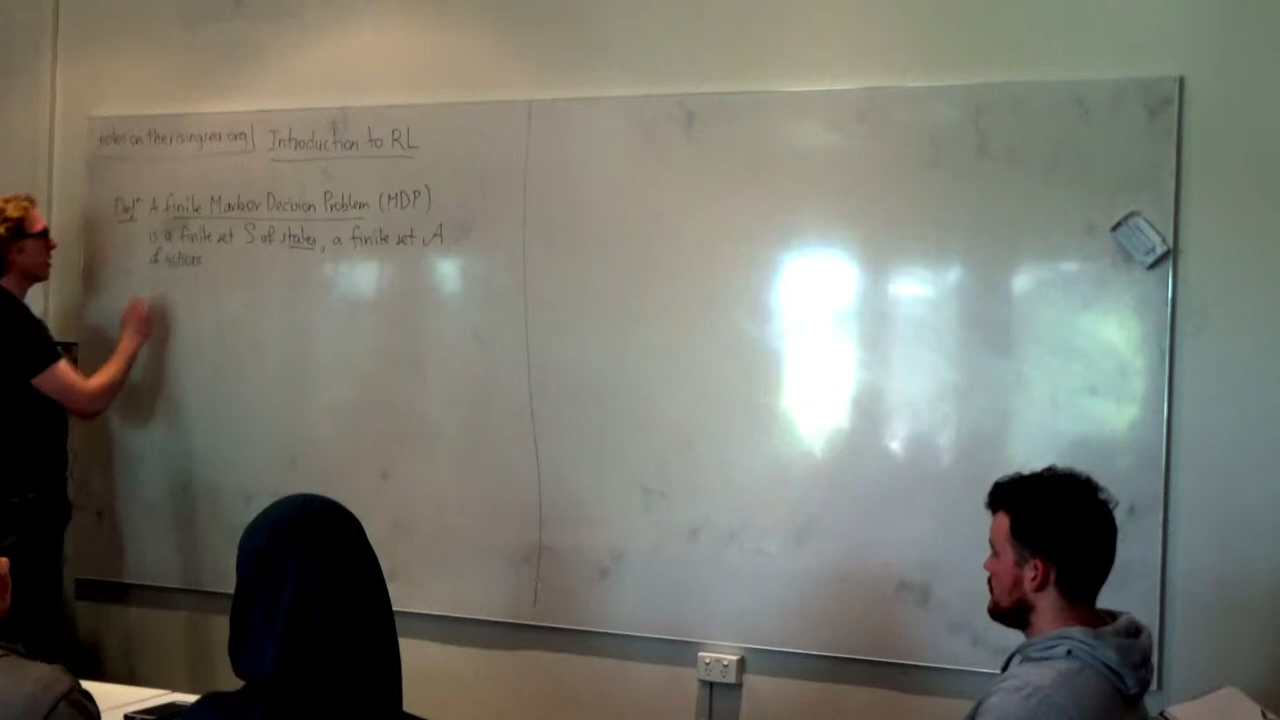 notes on therisingsea.org
Introduction to RL
Defⁿ A finite Markov Decision Problem (MDP)
is a finite set S of states, a finite set A
of actions